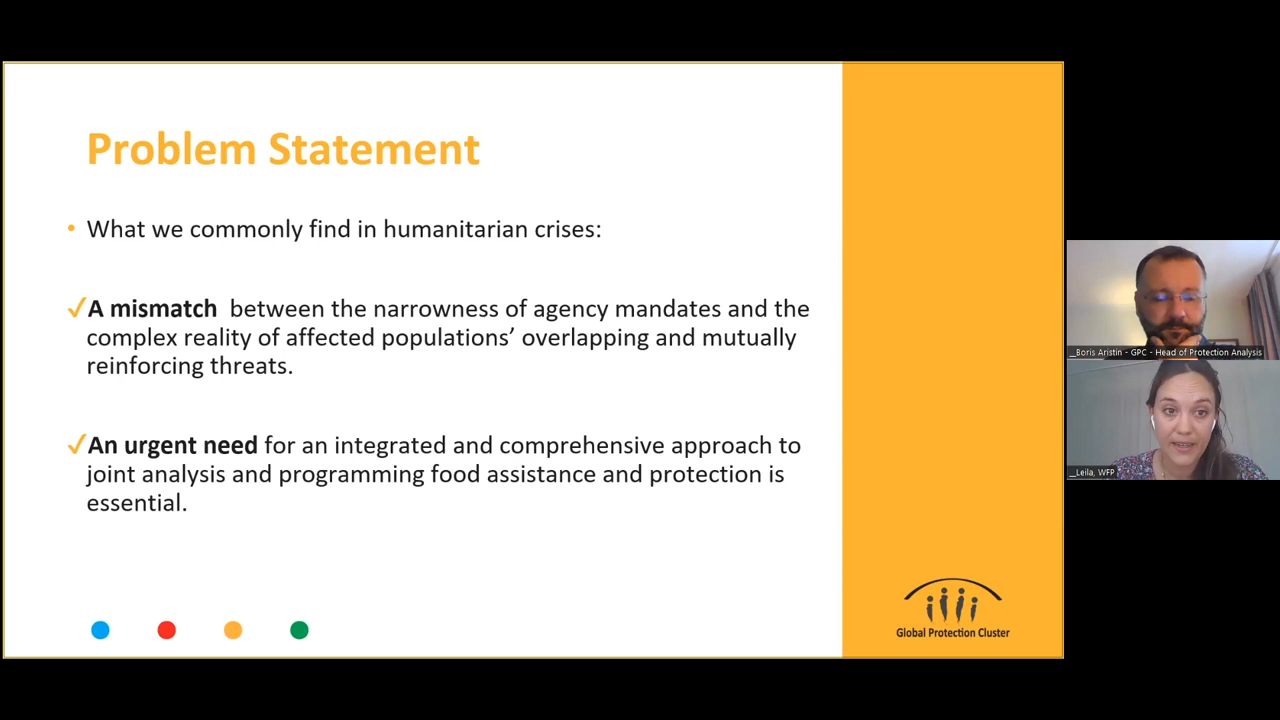 Problem Statement
• What we commonly find in humanitarian crises:
✓A mismatch between the narrowness of agency mandates and the
complex reality of affected populations’ overlapping and mutually
reinforcing threats.
✓An urgent need for an integrated and comprehensive approach to
joint analysis and programming food assistance and protection is
essential.
Global Protection Cluster
__Boris Aristin - GPC - Head of Protection Analysis
__Leila, WFP